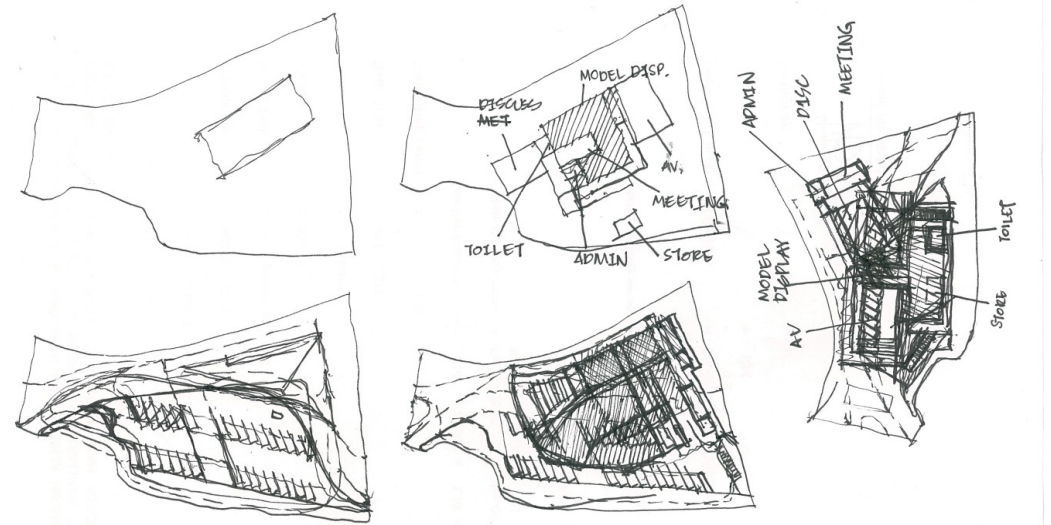 MODEL DISP.
DISCUSS
MET
AV.
MEETING
TOILET
ADMIN
STORE
ADMIN
DISC
MEETING
MODEL
DISPLAY
AV
TOILET
STORE